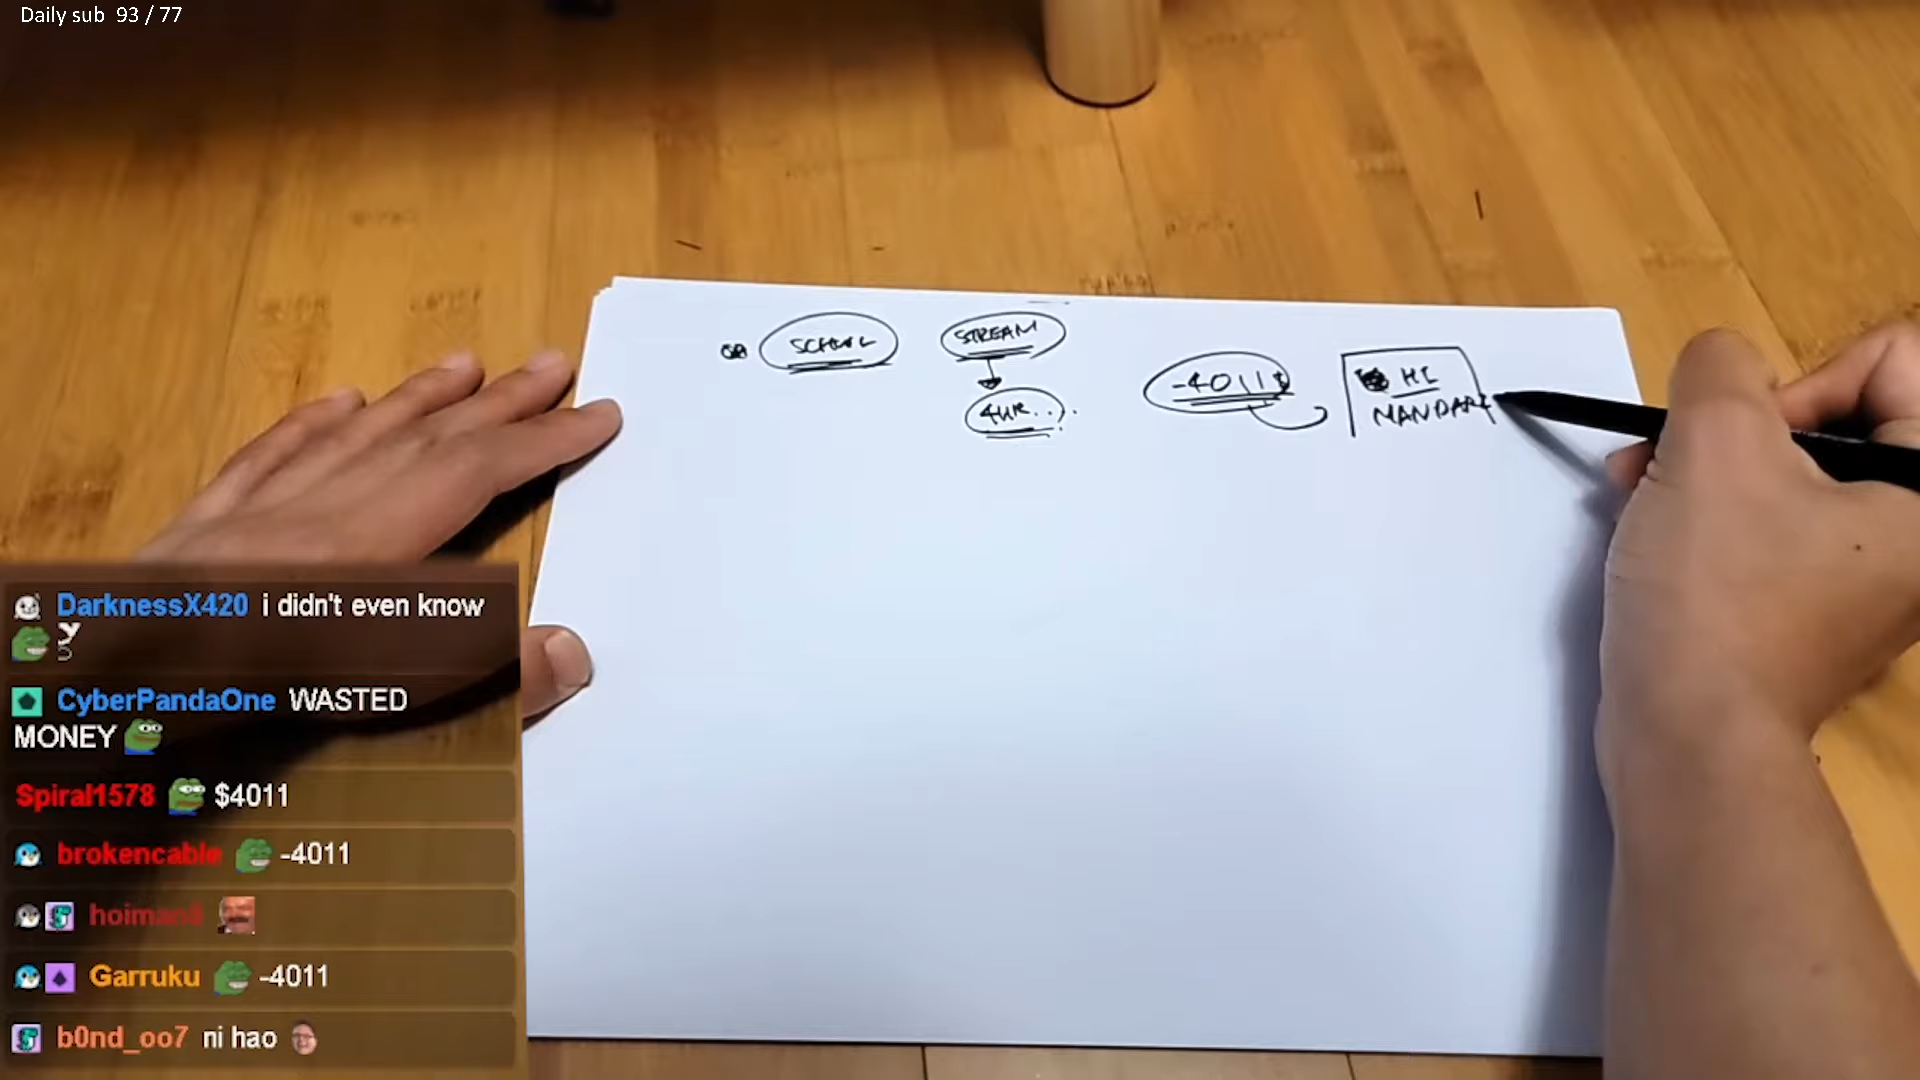 Daily sub 93 / 77
SCHOOL
STREAM
4HR...
-4011$
HI
MANDARI
DarknessX420 i didn't even know
CyberPandaOne WASTED
MONEY
Spiral1578 $4011
brokencable -4011
hoiman8
Garruku -4011
b0nd_oo7 ni hao